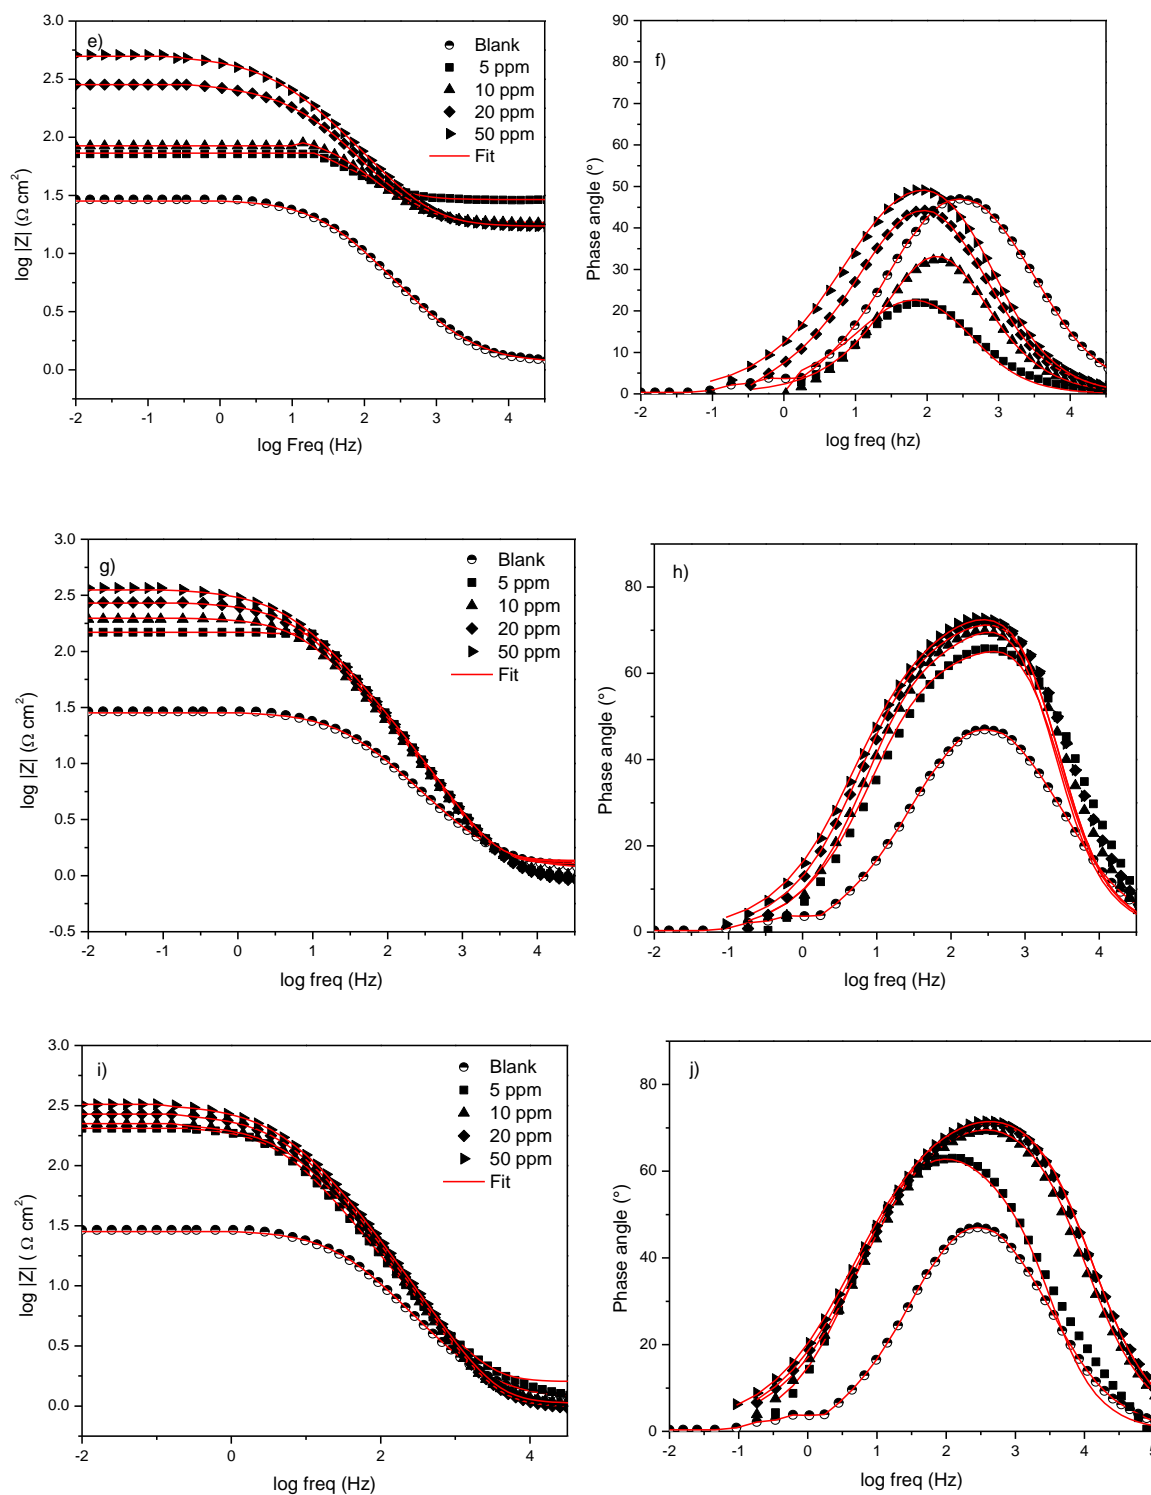 e)
3.0
2.5
2.0
1.5
1.0
0.5
0.0
-2 -1 0 1 2 3 4
log |Z| (Ω cm²)
log Freq (Hz)
Blank
5 ppm
10 ppm
20 ppm
50 ppm
Fit
f)
90
80
70
60
50
40
30
20
10
0
-2 -1 0 1 2 3 4
Phase angle (°)
log freq (hz)
g)
3.0
2.5
2.0
1.5
1.0
0.5
0.0
-0.5
-2 -1 0 1 2 3 4
log |Z| (Ω cm²)
log freq (Hz)
Blank
5 ppm
10 ppm
20 ppm
50 ppm
Fit
h)
80
60
40
20
0
-2 -1 0 1 2 3 4
Phase angle (°)
log freq (Hz)
i)
3.0
2.5
2.0
1.5
1.0
0.5
0.0
-2 0 2 4
log |Z| ( Ω cm²)
log freq (Hz)
Blank
5 ppm
10 ppm
20 ppm
50 ppm
Fit
j)
80
60
40
20
0
-2 -1 0 1 2 3 4 5
Phase angle (°)
log freq (Hz)